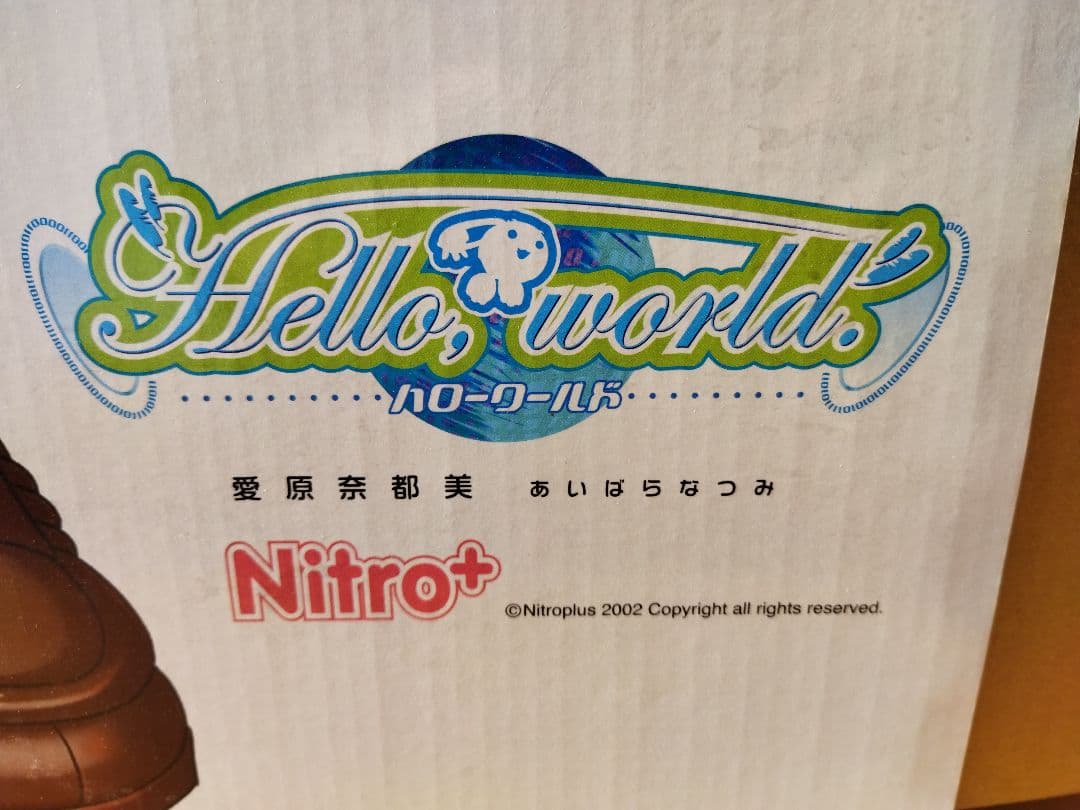 Hello, world.
ハローワールド
愛原奈都美 あいばらなつみ
Nitro+
©Nitroplus 2002 Copyright all rights reserved.